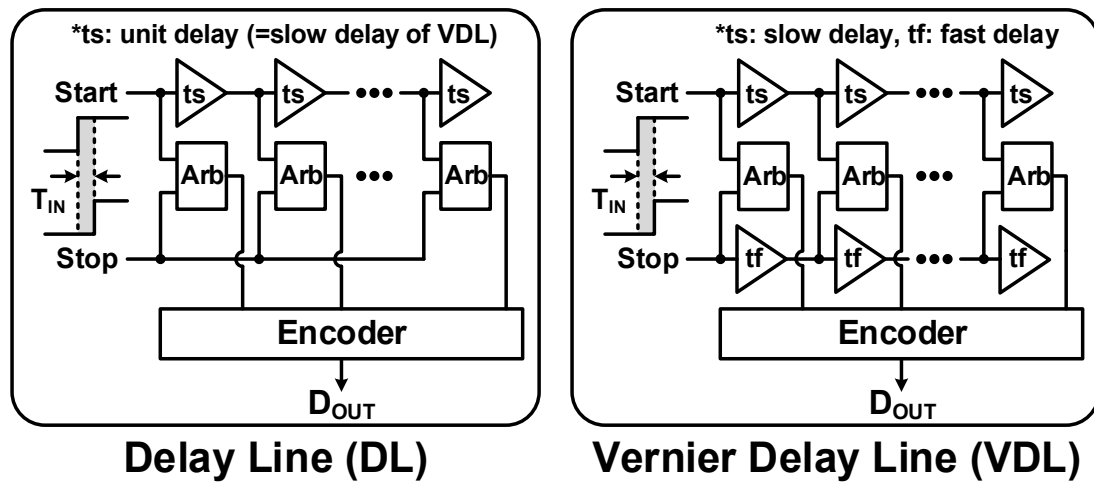 *ts: unit delay (=slow delay of VDL)
Start
ts
ts
ts
Arb
Arb
Arb
T_IN
Stop
Encoder
D_OUT
Delay Line (DL)
*ts: slow delay, tf: fast delay
Start
ts
ts
ts
Arb
Arb
Arb
T_IN
Stop
tf
tf
tf
Encoder
D_OUT
Vernier Delay Line (VDL)